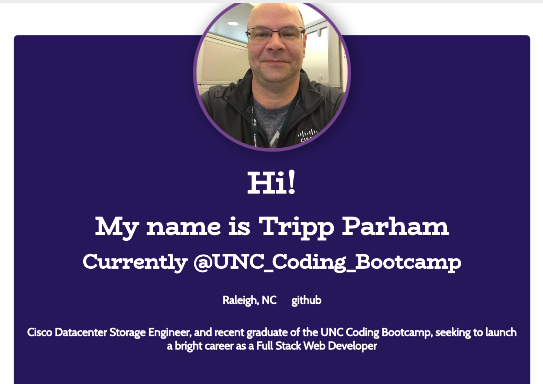 Hi!
My name is Tripp Parham
Currently @UNC_Coding_Bootcamp
Raleigh, NC github
Cisco Datacenter Storage Engineer, and recent graduate of the UNC Coding Bootcamp, seeking to launch
a bright career as a Full Stack Web Developer